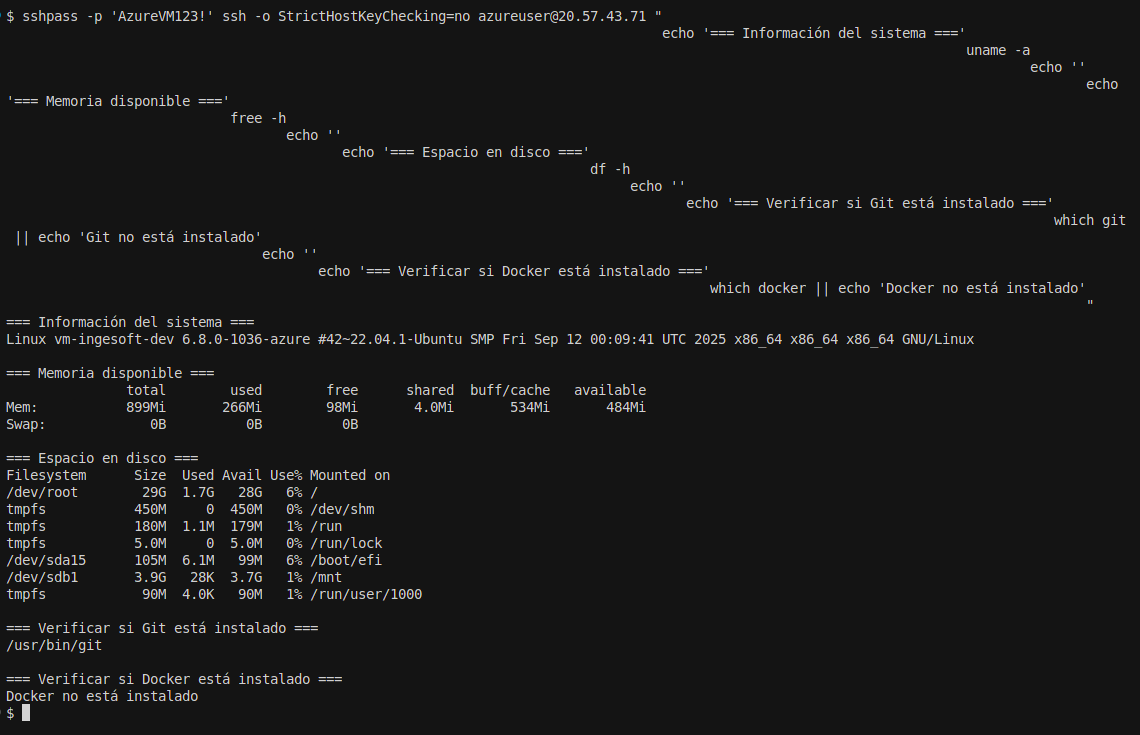 $ sshpass -p 'AzureVM123!' ssh -o StrictHostKeyChecking=no azureuser@20.57.43.71 "
echo '=== Información del sistema ==='
uname -a
echo ''
echo
'=== Memoria disponible ==='
free -h
echo ''
echo '=== Espacio en disco ==='
df -h
echo ''
echo '=== Verificar si Git está instalado ==='
which git
|| echo 'Git no está instalado'
echo ''
echo '=== Verificar si Docker está instalado ==='
which docker || echo 'Docker no está instalado'
"
=== Información del sistema ===
Linux vm-ingesoft-dev 6.8.0-1036-azure #42~22.04.1-Ubuntu SMP Fri Sep 12 00:09:41 UTC 2025 x86_64 x86_64 x86_64 GNU/Linux
=== Memoria disponible ===
total used free shared buff/cache available
Mem: 899Mi 266Mi 98Mi 4.0Mi 534Mi 484Mi
Swap: 0B 0B 0B
=== Espacio en disco ===
Filesystem Size Used Avail Use% Mounted on
/dev/root 29G 1.7G 28G 6% /
tmpfs 450M 0 450M 0% /dev/shm
tmpfs 180M 1.1M 179M 1% /run
tmpfs 5.0M 0 5.0M 0% /run/lock
/dev/sda15 105M 6.1M 99M 6% /boot/efi
/dev/sdb1 3.9G 28K 3.7G 1% /mnt
tmpfs 90M 4.0K 90M 1% /run/user/1000
=== Verificar si Git está instalado ===
/usr/bin/git
=== Verificar si Docker está instalado ===
Docker no está instalado
$